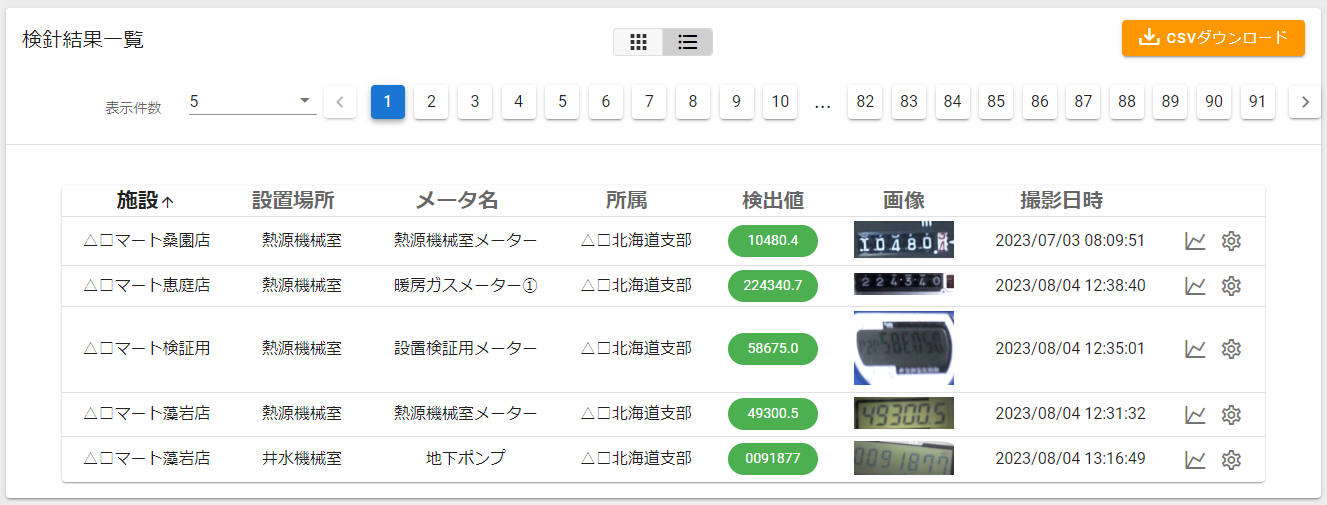 検針結果一覧
CSVダウンロード
表示件数 5 1 2 3 4 5 6 7 8 9 10 ... 82 83 84 85 86 87 88 89 90 91
施設↑ 設置場所 メータ名 所属 検出値 画像 撮影日時
△□マート桑園店 熱源機械室 熱源機械室メーター △□北海道支部 10480.4 10480 2023/07/03 08:09:51
△□マート恵庭店 熱源機械室 暖房ガスメーター① △□北海道支部 224340.7 224340 2023/08/04 12:38:40
△□マート検証用 熱源機械室 設置検証用メーター △□北海道支部 58675.0 2023/08/04 12:35:01
△□マート藻岩店 熱源機械室 熱源機械室メーター △□北海道支部 49300.5 49300.5 2023/08/04 12:31:32
△□マート藻岩店 井水機械室 地下ポンプ △□北海道支部 0091877 0091877 2023/08/04 13:16:49